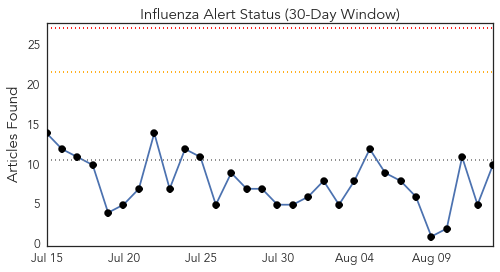 Influenza Alert Status (30-Day Window)
Articles Found
25
20
15
10
5
0
Jul 15 Jul 20 Jul 25 Jul 30 Aug 04 Aug 09